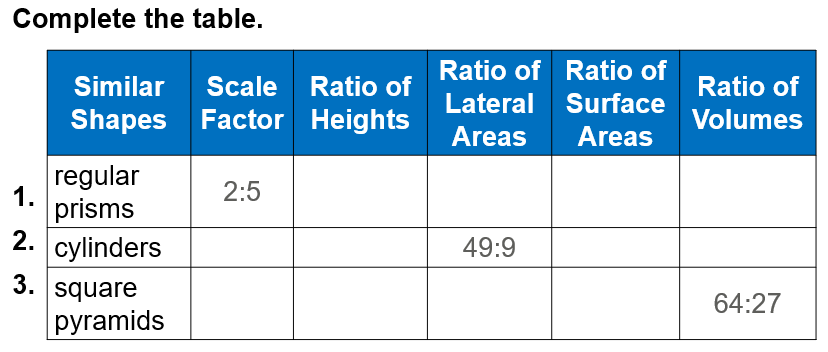 Complete the table.
Similar Shapes | Scale Factor | Ratio of Heights | Ratio of Lateral Areas | Ratio of Surface Areas | Ratio of Volumes
1. regular prisms | 2:5
2. cylinders | 49:9
3. square pyramids | 64:27